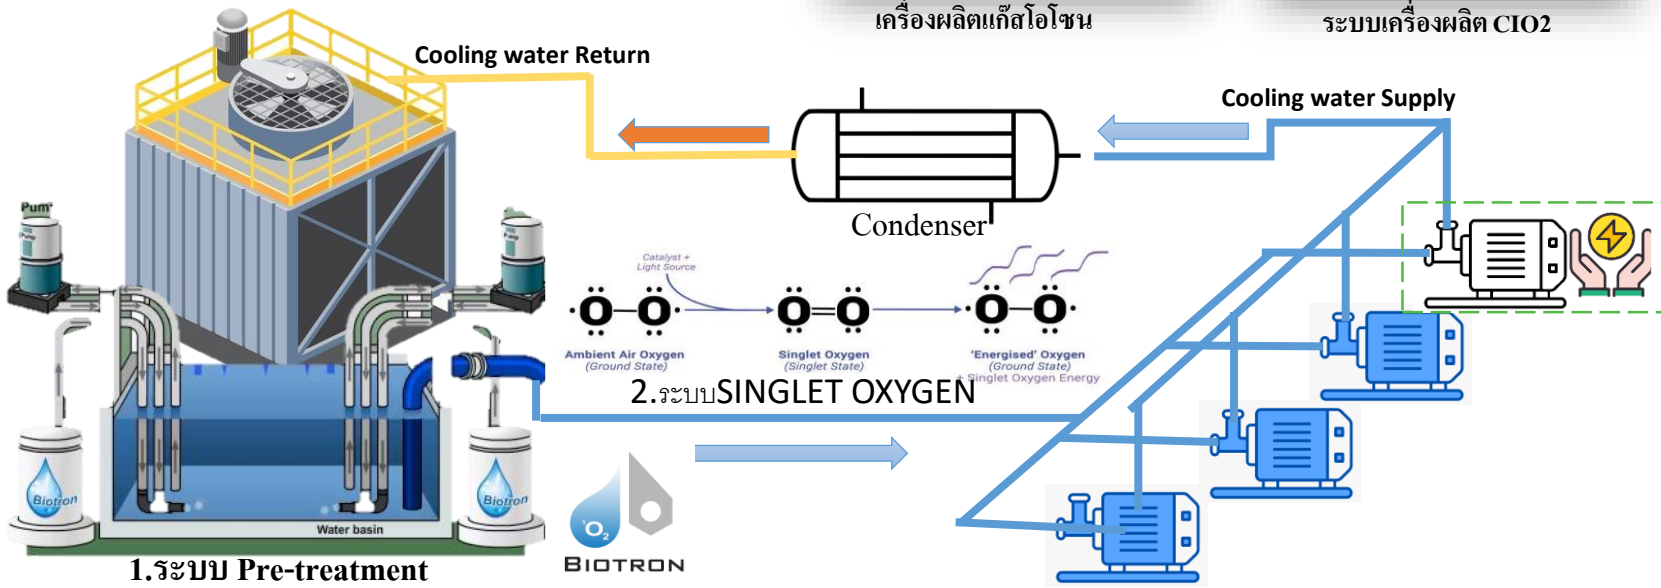 เครื่องผลิตแก๊สโอโซน
ระบบเครื่องผลิต ClO2
Cooling water Return
Cooling water Supply
Pump
Pump
Condenser
Catalyst +
Light Source
·O—O·
O=O
·O—O·
Ambient Air Oxygen
(Ground State)
Singlet Oxygen
(Singlet State)
'Energised' Oxygen
(Ground State)
+ Singlet Oxygen Energy
2.ระบบSINGLET OXYGEN
Biotron
Biotron
Water basin
1.ระบบ Pre-treatment
'O2
BIOTRON